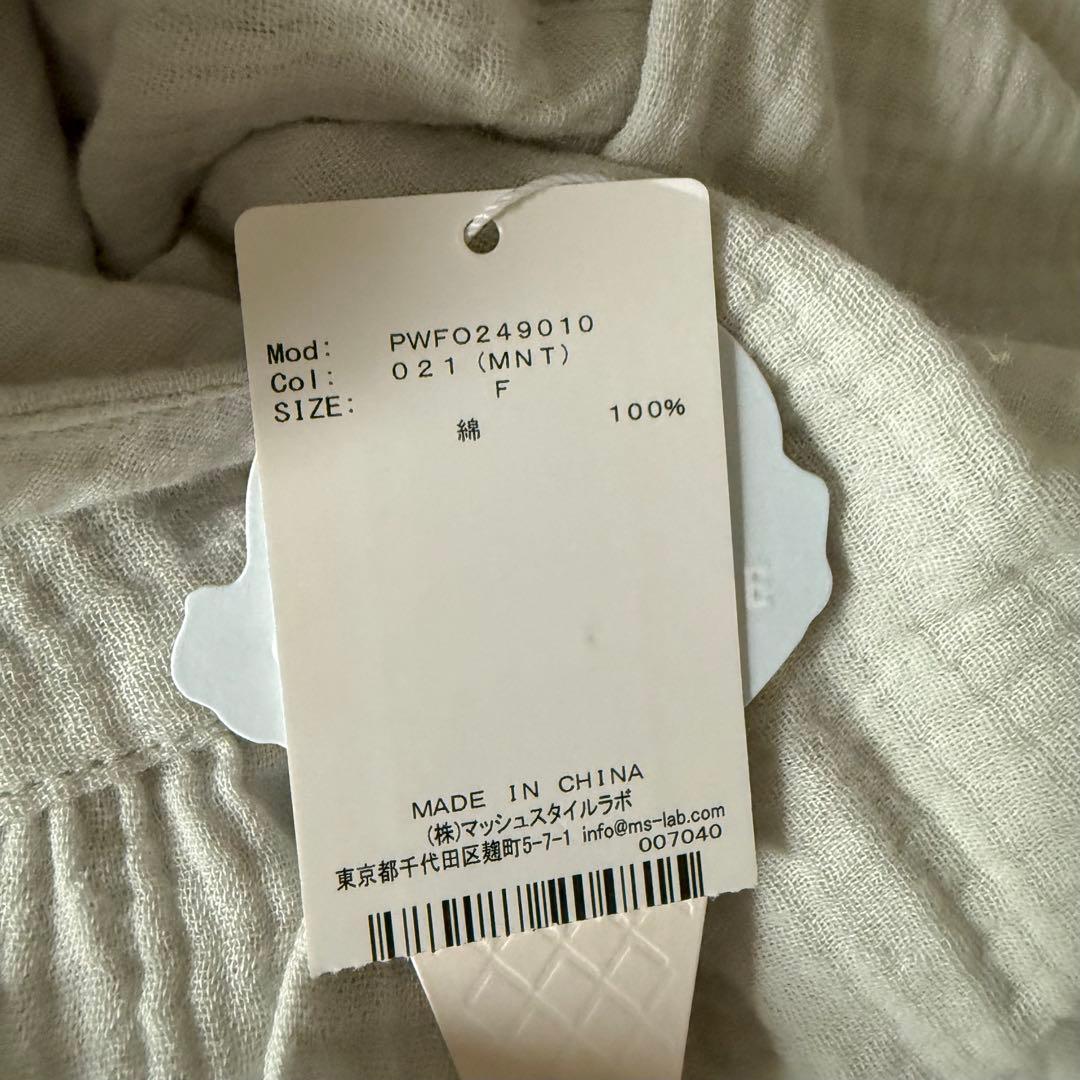 Mod: PWFO249010
Col: 021 (MNT)
SIZE: F
綿 100%
MADE IN CHINA
(株)マッシュスタイルラボ
東京都千代田区麹町5-7-1 info@ms-lab.com
007040